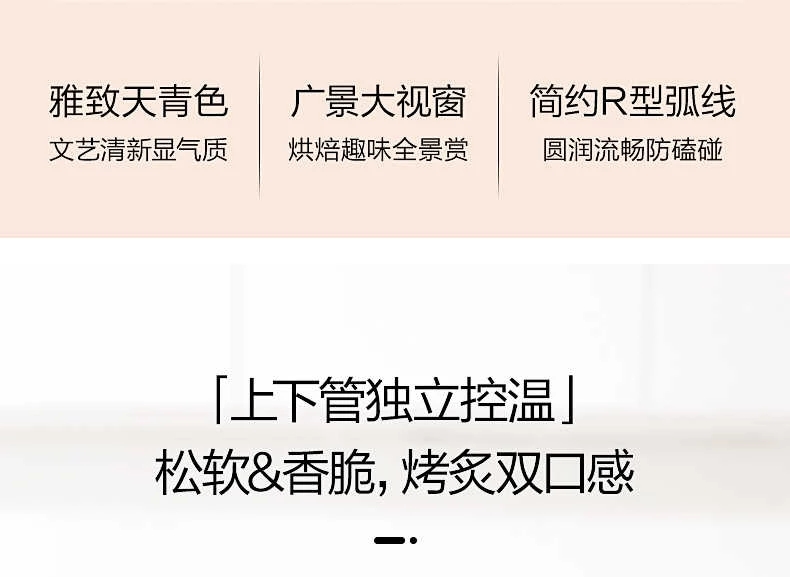 雅致天青色
文艺清新显气质
广景大视窗
烘焙趣味全景赏
简约R型弧线
圆润流畅防磕碰
「上下管独立控温」
松软&香脆,烤炙双口感